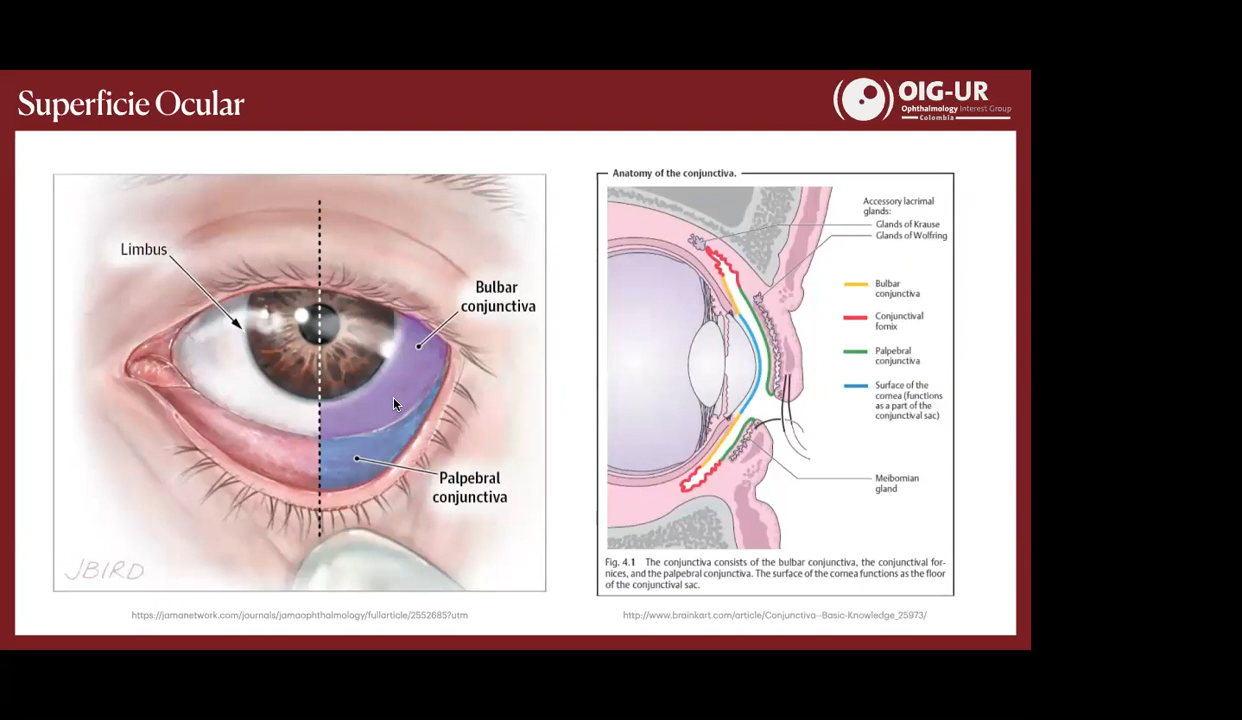 Superficie Ocular
OIG-UR
Ophthalmology Interest Group
Colombia
Limbus
Bulbar
conjunctiva
Palpebral
conjunctiva
JBIRD
https://jamanetwork.com/journals/jamaophthalmology/fullarticle/2552685?utm
Anatomy of the conjunctiva.
Accessory lacrimal
glands:
Glands of Krause
Glands of Wolfring
Bulbar
conjunctiva
Conjunctival
fornix
Palpebral
conjunctiva
Surface of the
cornea (functions
as a part of the
conjunctival sac)
Meibomian
gland
Fig. 4.1 The conjunctiva consists of the bulbar conjunctiva, the conjunctival for-
nices, and the palpebral conjunctiva. The surface of the cornea functions as the floor
of the conjunctival sac.
http://www.brainkart.com/article/Conjunctiva--Basic-Knowledge_25973/